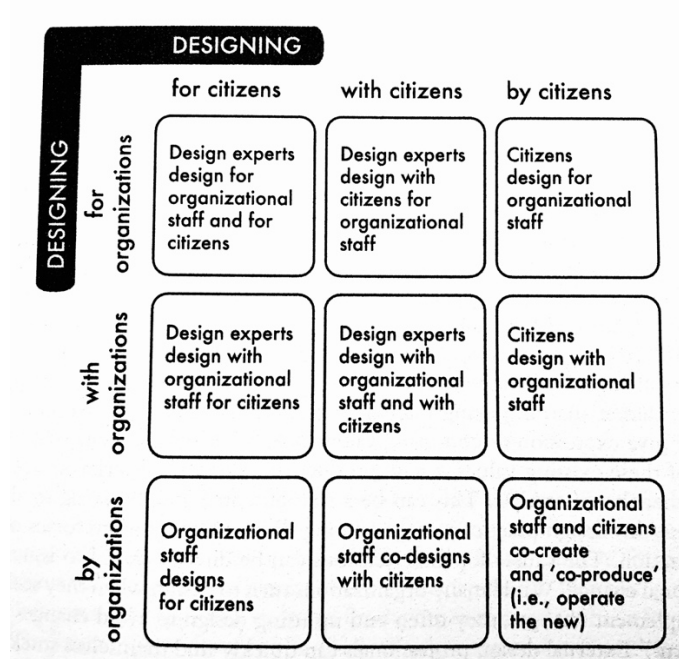 DESIGNING
for citizens
with citizens
by citizens
DESIGNING
for
organizations
Design experts
design for
organizational
staff and for
citizens
Design experts
design with
citizens for
organizational
staff
Citizens
design for
organizational
staff
with
organizations
Design experts
design with
organizational
staff for citizens
Design experts
design with
organizational
staff and with
citizens
Citizens
design with
organizational
staff
by
organizations
Organizational
staff
designs
for citizens
Organizational
staff co-designs
with citizens
Organizational
staff and citizens
co-create
and ‘co-produce’
(i.e., generate
the new)